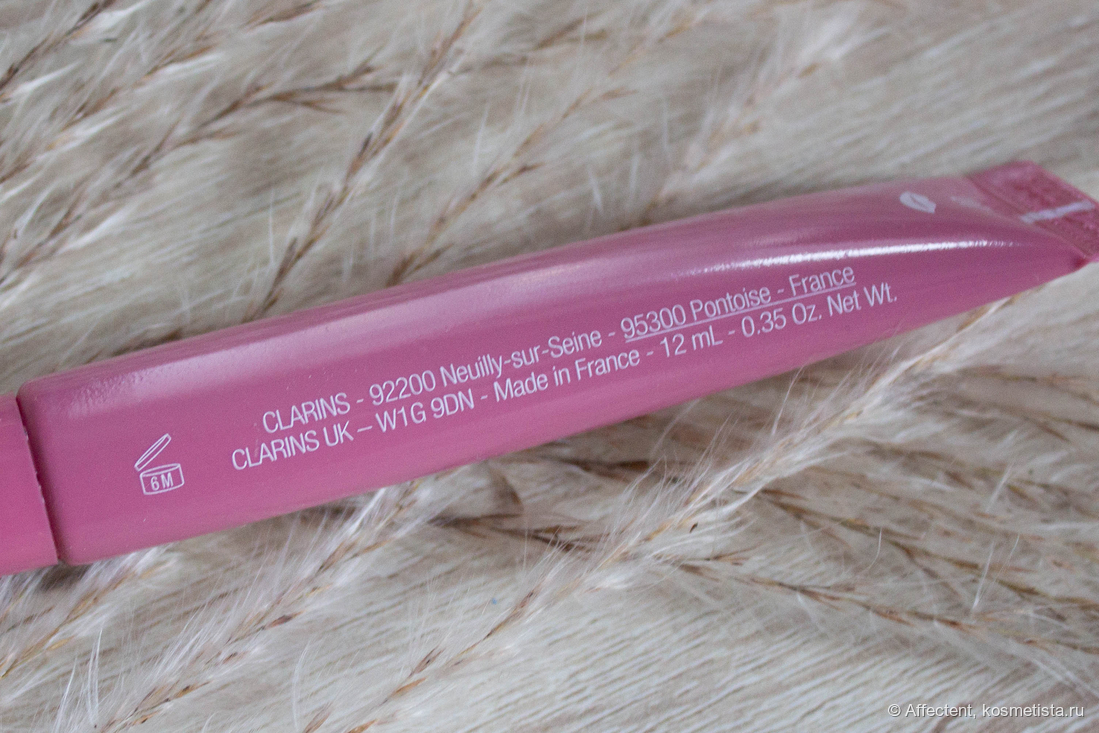 CLARINS - 92200 Neuilly-sur-Seine - 95300 Pontoise - France
CLARINS UK – W1G 9DN - Made in France - 12 mL - 0.35 Oz. Net Wt.
6M
© Affectent, kosmetista.ru